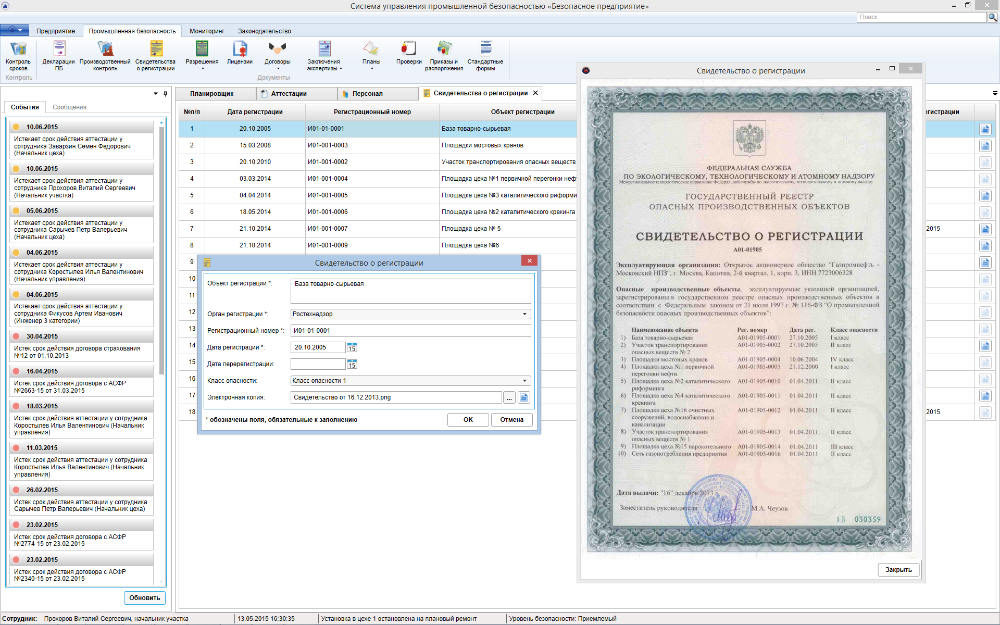 Система управления промышленной безопасностью «Безопасное предприятие»
Поиск...
Предприятие
Промышленная безопасность
Мониторинг
Законодательство
Контроль
сроков
Декларации
ПБ
Производственный
контроль
Свидетельства
о регистрации
Разрешения
Лицензии
Договоры
Заключения
экспертизы
Планы
Проверки
Приказы и
распоряжения
Стандартные
формы
Контроль
Документы
События
Сообщения
10.06.2015
Истекает срок действия аттестации у
сотрудника Заварзин Семен Федорович
(Начальник цеха)
10.06.2015
Истекает срок действия аттестации у
сотрудника Прохоров Виталий Сергеевич
(Начальник участка)
05.06.2015
Истекает срок действия аттестации у
сотрудника Сарычев Петр Валерьевич
(Начальник цеха)
04.06.2015
Истекает срок действия аттестации у
сотрудника Коростылев Илья Валентинович
(Начальник управления)
04.06.2015
Истекает срок действия аттестации у
сотрудника Фикусов Артем Иванович
(Инженер 3 категории)
30.04.2015
Истек срок действия договора страхования
№12 от 01.10.2013
16.04.2015
Истек срок действия договора с АСФР
№2663-15 от 31.03.2015
18.03.2015
Истек срок действия аттестации у сотрудника
Коростылев Илья Валентинович (Начальник
управления)
11.03.2015
Истек срок действия аттестации у сотрудника
Коростылев Илья Валентинович (Начальник
управления)
26.02.2015
Истек срок действия аттестации у сотрудника
Сарычев Петр Валерьевич (Начальник цеха)
23.02.2015
Истек срок действия договора с АСФР
№2774-15 от 23.02.2015
23.02.2015
Истек срок действия договора с АСФР
№2340-15 от 23.02.2015
Обновить
Планировщик
Аттестации
Персонал
Свидетельства о регистрации
№п/п Дата регистрации Регистрационный номер Объект регистрации егистрации
1 20.10.2005 И01-01-0001 База товарно-сырьевая
2 15.03.2008 И01-001-0003 Площадки мостовых кранов
3 20.10.2010 И01-001-0002 Участок транспортирования опасных веществ
4 03.03.2014 И01-001-0004 Площадка цеха №1 первичной перегонки неф
5 04.04.2014 И01-001-0005 Площадка цеха №3 каталитического риформи
6 18.05.2014 И01-001-0006 Площадка цеха №2 каталитического крекинга
7 21.10.2014 И01-001-0007 Площадка цеха № 5 2015
8 21.10.2014 И01-001-0009 Площадка цеха №6
9
10
11
12
13
14
15
16
17
18 2015
Свидетельство о регистрации
Объект регистрации *: База товарно-сырьевая
Орган регистрации *: Ростехнадзор
Регистрационный номер *: И01-01-0001
Дата регистрации *: 20.10.2005 15
Дата перерегистрации: 15
Класс опасности: Класс опасности 1
Электронная копия: Свидетельство от 16.12.2013.png ...
* обозначены поля, обязательные к заполнению
OK
Отмена
Свидетельство о регистрации
ФЕДЕРАЛЬНАЯ СЛУЖБА
ПО ЭКОЛОГИЧЕСКОМУ, ТЕХНОЛОГИЧЕСКОМУ И АТОМНОМУ НАДЗОРУ
Межрегиональное технологическое управление Федеральной службы по экологическому, технологическому и атомному надзору
ГОСУДАРСТВЕННЫЙ РЕЕСТР
ОПАСНЫХ ПРОИЗВОДСТВЕННЫХ ОБЪЕКТОВ
СВИДЕТЕЛЬСТВО О РЕГИСТРАЦИИ
А01-01905
Эксплуатирующая организация: Открытое акционерное общество "Газпромнефть -
Московский НПЗ", г. Москва, Капотня, 2-й квартал, 1, корп. 3, ИНН 7723006328
Опасные производственные объекты, эксплуатируемые указанной организацией,
зарегистрированы в государственном реестре опасных производственных объектов в
соответствии с Федеральным законом от 21 июля 1997 г. № 116-ФЗ "О промышленной
безопасности опасных производственных объектов":
Наименование объекта Рег. номер Дата рег. Класс опасности
1) База товарно-сырьевая А01-01905-0001 27.10.2005 I класс
2) Участок транспортирования А01-01905-0002 27.10.2005 II класс
опасных веществ № 2
3) Площадки мостовых кранов А01-01905-0004 10.06.2004 IV класс
4) Площадка цеха №1 первичной А01-01905-0005 21.12.2000 I класс
перегонки нефти
5) Площадка цеха №2 каталитического А01-01905-0010 01.04.2011 II класс
риформинга
6) Площадка цеха №4 каталитического А01-01905-0011 01.04.2011 II класс
крекинга
7) Площадка цеха №16 очистных А01-01905-0012 01.04.2011 II класс
сооружений, водоснабжения и
канализации
8) Участок транспортирования А01-01905-0013 01.04.2011 II класс
опасных веществ № 1
9) Площадка цеха №15 парокотельного А01-01905-0014 01.04.2011 III класс
10) Сеть газопотребления предприятия А01-01905-0016 01.04.2011 II класс
Дата выдачи: "16" декабря 2013 г.
Заместитель руководителя М.А. Чеузов
АВ 030359
Закрыть
Сотрудник: Прохоров Виталий Сергеевич, начальник участка
13.05.2015 16:30:35
Установка в цехе 1 остановлена на плановый ремонт
Уровень безопасности: Приемлемый